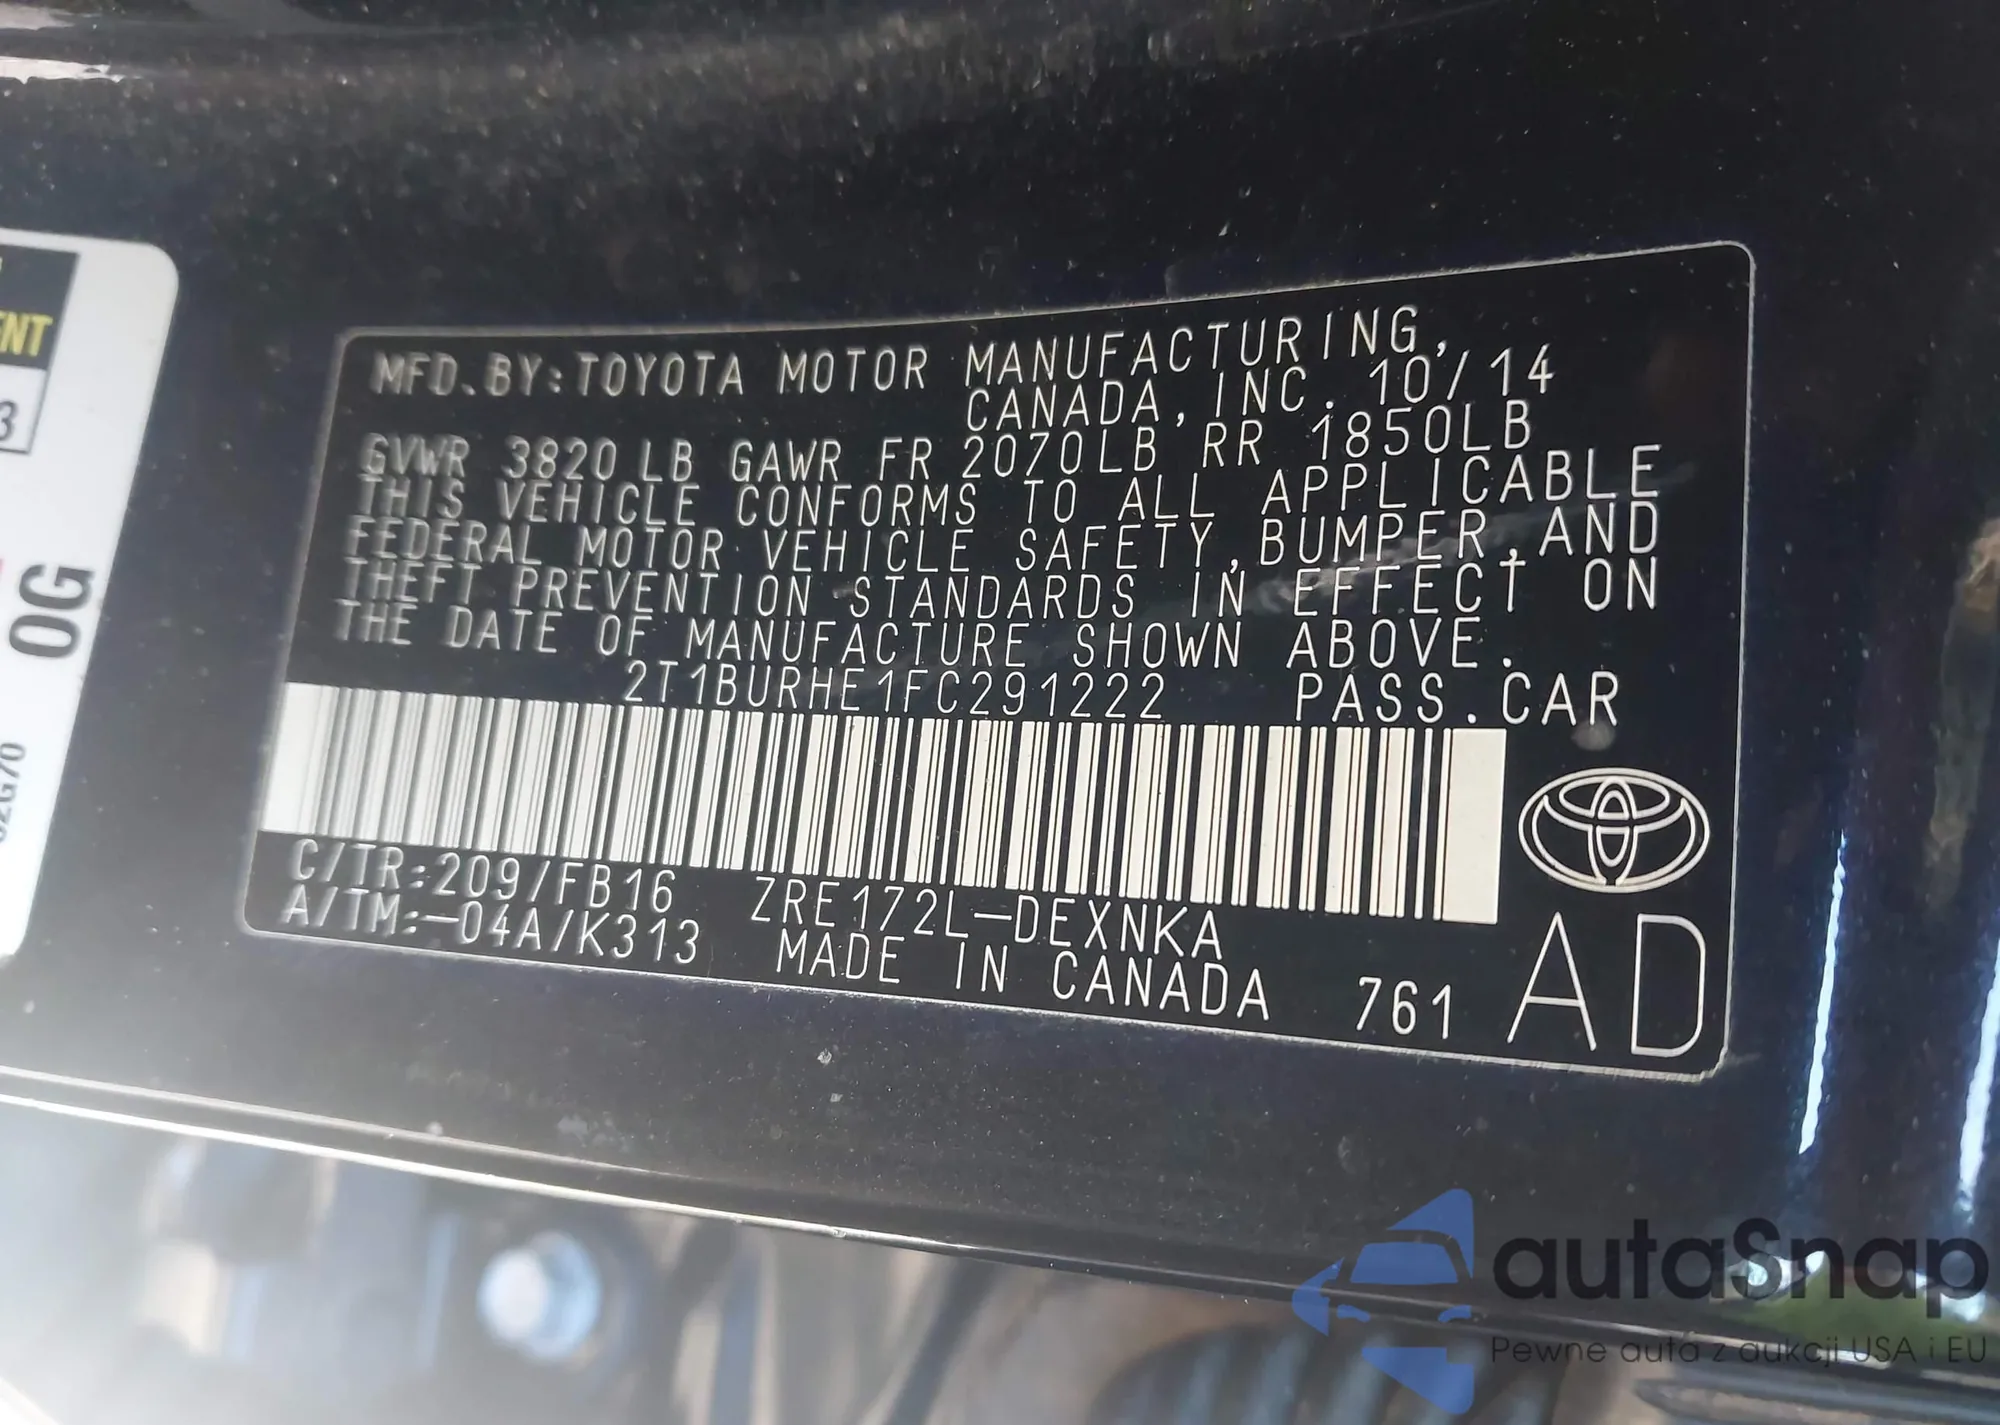 MFD. BY: TOYOTA MOTOR MANUFACTURING,
CANADA, INC. 10/14
GVWR 3820 LB GAWR FR 2070LB RR 1850LB
THIS VEHICLE CONFORMS TO ALL APPLICABLE
FEDERAL MOTOR VEHICLE SAFETY, BUMPER, AND
THEFT PREVENTION STANDARDS IN EFFECT ON
THE DATE OF MANUFACTURE SHOWN ABOVE.
2T1BURHE1FC291222 PASS. CAR
C/TR:209/FB16 ZRE172L-DEXNKA
A/TM:-04A/K313 MADE IN CANADA 761 AD
3
0G
autaSnap
Pewne auta z aukcji USA i EU